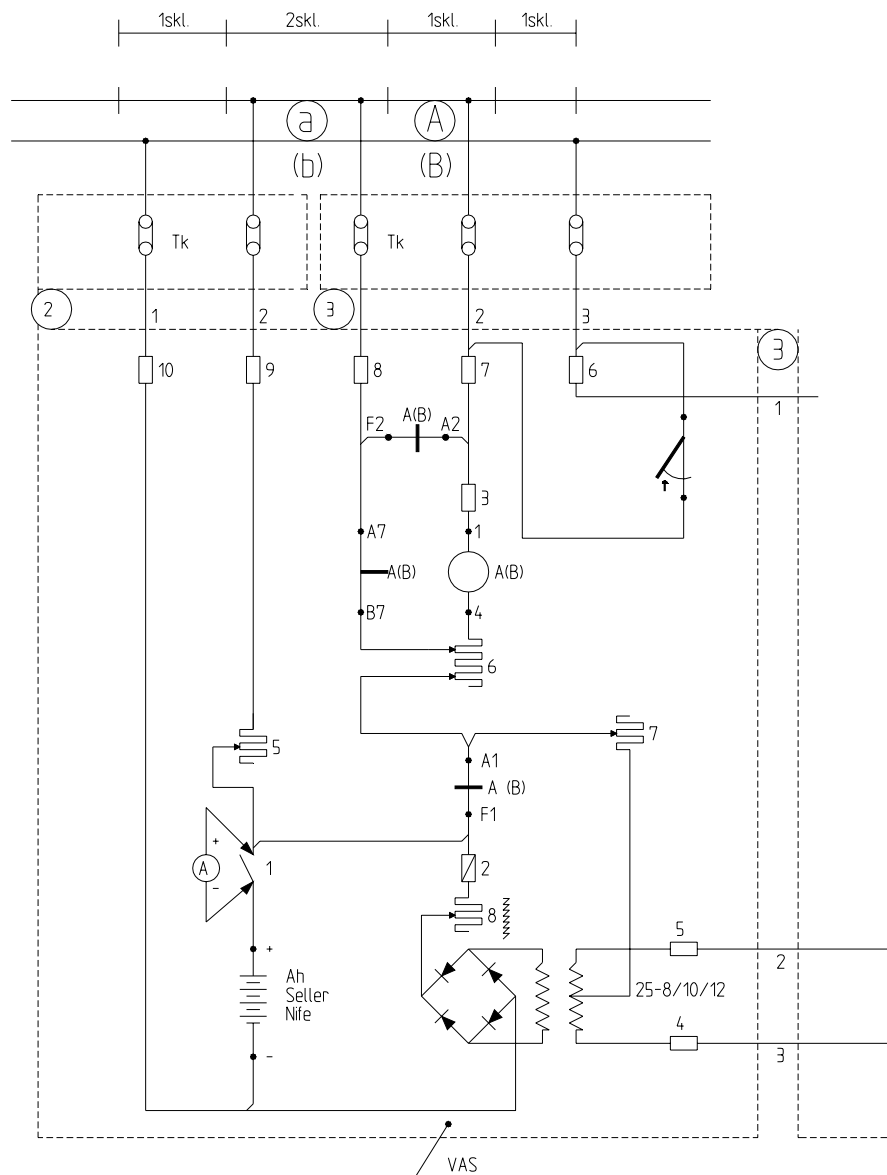 1skl. 2skl. 1skl. 1skl.
a A
(b) (B)
Tk Tk
2 3
1 2 2 3
3
10 9 8 7 6
1
A(B)
F2 A2
3
A7 1
A(B) A(B)
B7 4
6
5 7
A1
A (B)
F1
+
A 1 2
-
8
+ 5
2
Ah
Seller 25-8/10/12
Nife
4
- 3
VAS